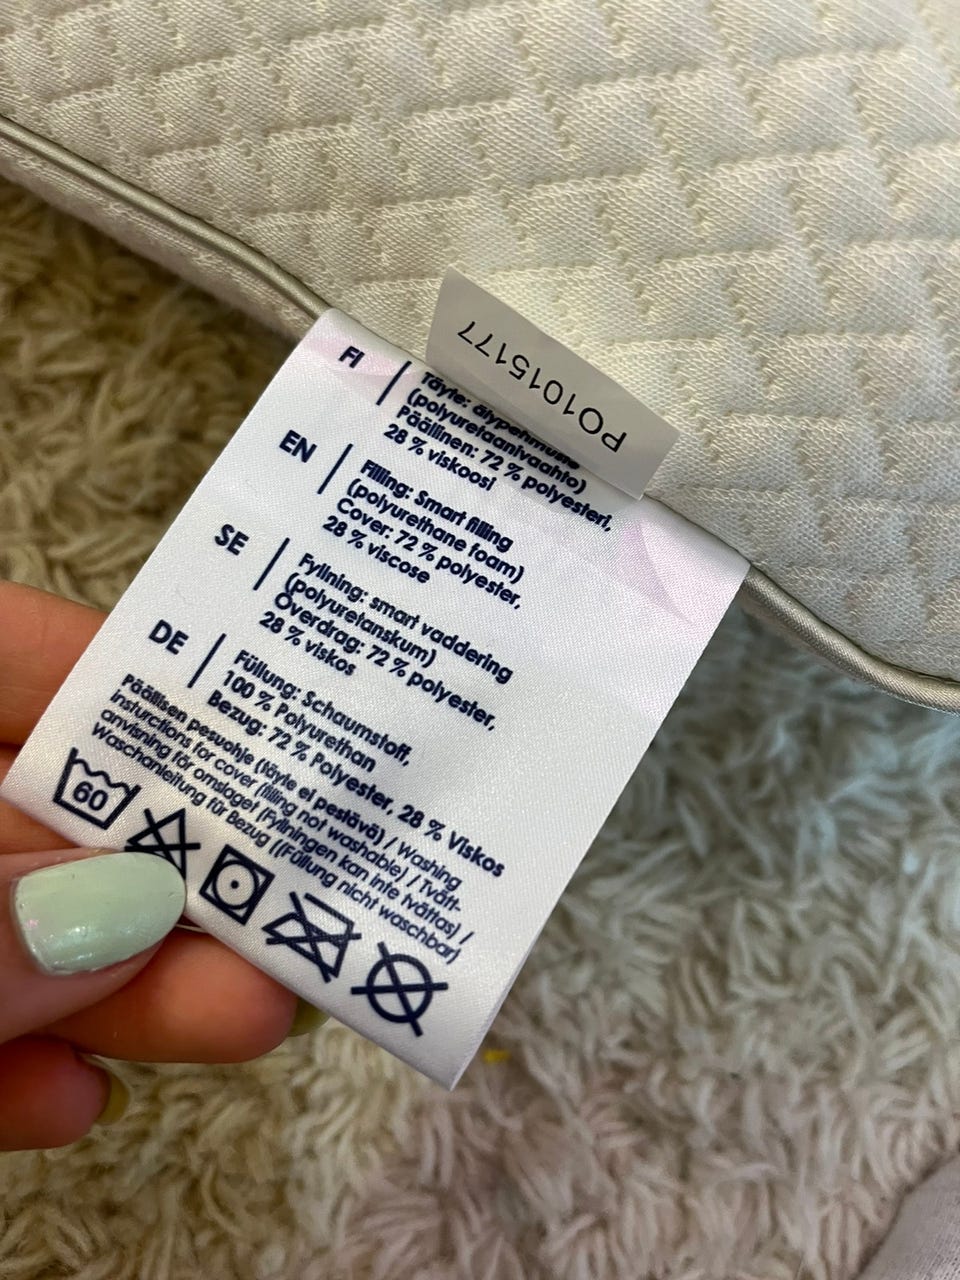 PO1015177
FI
Täyte: älypehmuste
(polyuretaanivaahto)
Päällinen: 72 % polyesteri,
28 % viskoosi
EN
Filling: Smart filling
(polyurethane foam)
Cover: 72 % polyester,
28 % viscose
SE
Fyllning: smart vaddering
(polyuretanskum)
Överdrag: 72 % polyester,
28 % viskos
DE
Füllung: Schaumstoff,
100 % Polyurethan
Bezug: 72 % Polyester, 28 % Viskos
Päällisen pesuohje (täyte ei pestävä) / Washing
insturctions for cover (filling not washable) / Tvätt-
anvisning för omslaget (Fyllningen kan inte tvättas) /
Waschanleitung für Bezug ((Füllung nicht waschbar)
60